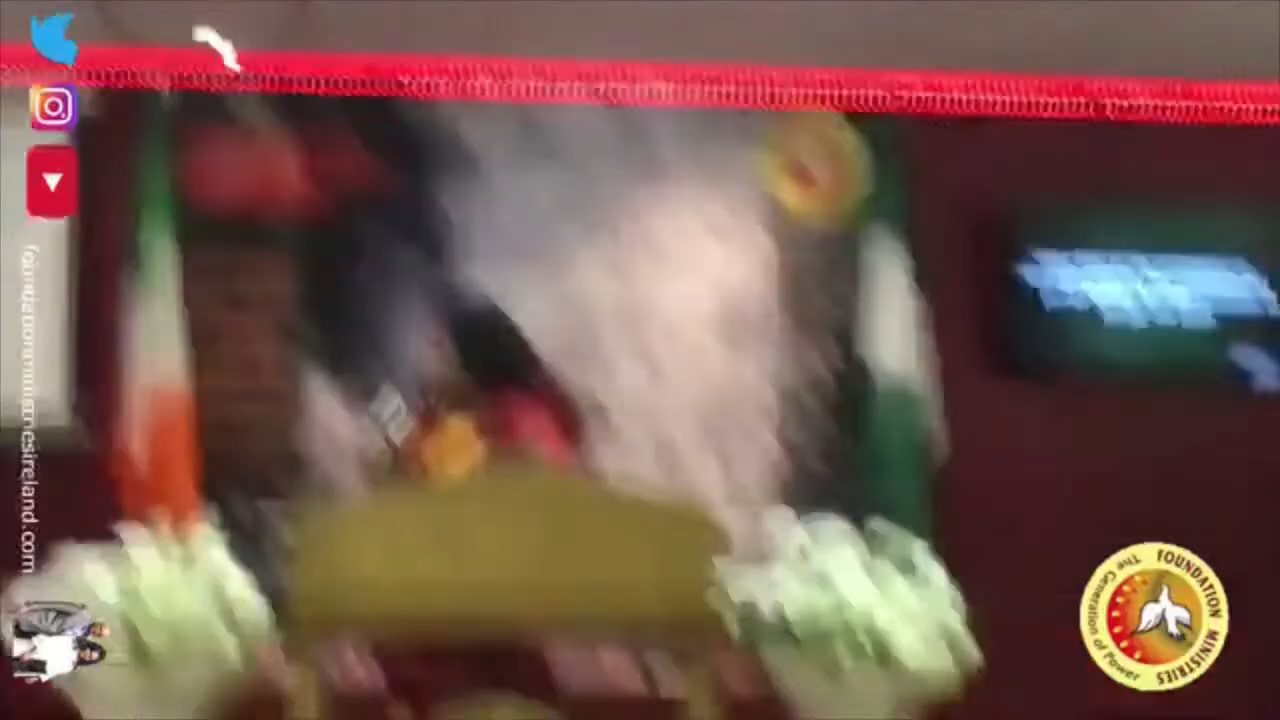 foundationministriesireland.com
FOUNDATION MINISTRIES
The Generation of Power